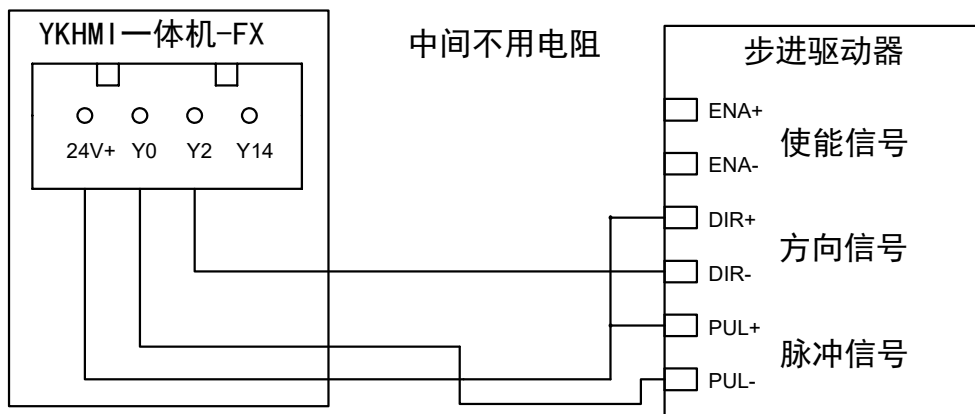 YKHMI一体机-FX
24V+ Y0 Y2 Y14
中间不用电阻
步进驱动器
ENA+
使能信号
ENA-
DIR+
方向信号
DIR-
PUL+
脉冲信号
PUL-